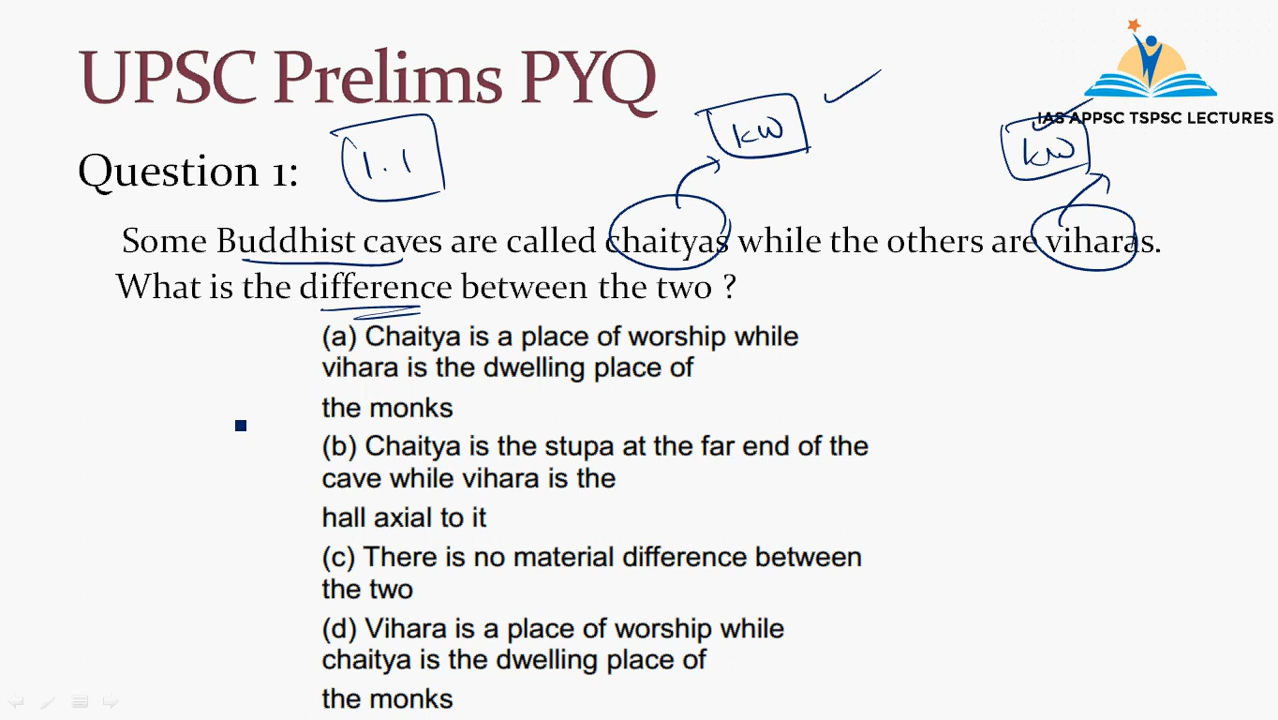 UPSC Prelims PYQ
IAS APPSC TSPSC LECTURES
kw
kw
Question 1:
1.1
Some Buddhist caves are called chaityas while the others are viharas.
What is the difference between the two ?
(a) Chaitya is a place of worship while
vihara is the dwelling place of
the monks
(b) Chaitya is the stupa at the far end of the
cave while vihara is the
hall axial to it
(c) There is no material difference between
the two
(d) Vihara is a place of worship while
chaitya is the dwelling place of
the monks